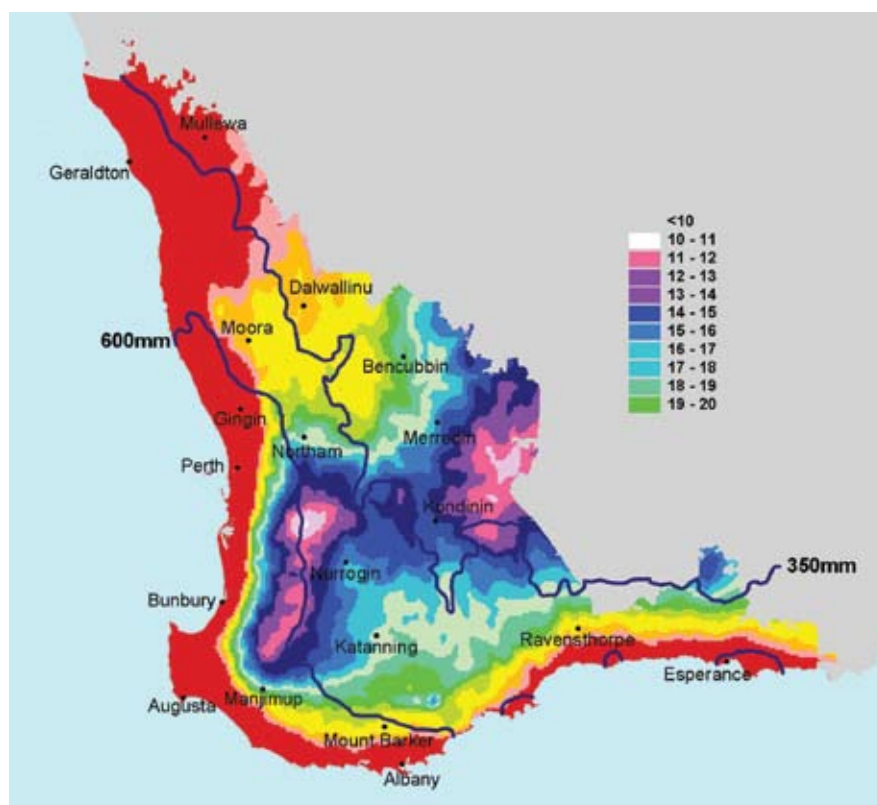 Mullewa
Geraldton
<10
10 - 11
11 - 12
12 - 13
13 - 14
14 - 15
15 - 16
16 - 17
17 - 18
18 - 19
19 - 20
Dalwallinu
Moora
600mm
Bencubbin
Gingin
Northam
Merredin
Perth
Kondinin
Narrogin
350mm
Bunbury
Katanning
Ravensthorpe
Esperance
Manjimup
Augusta
Mount Barker
Albany